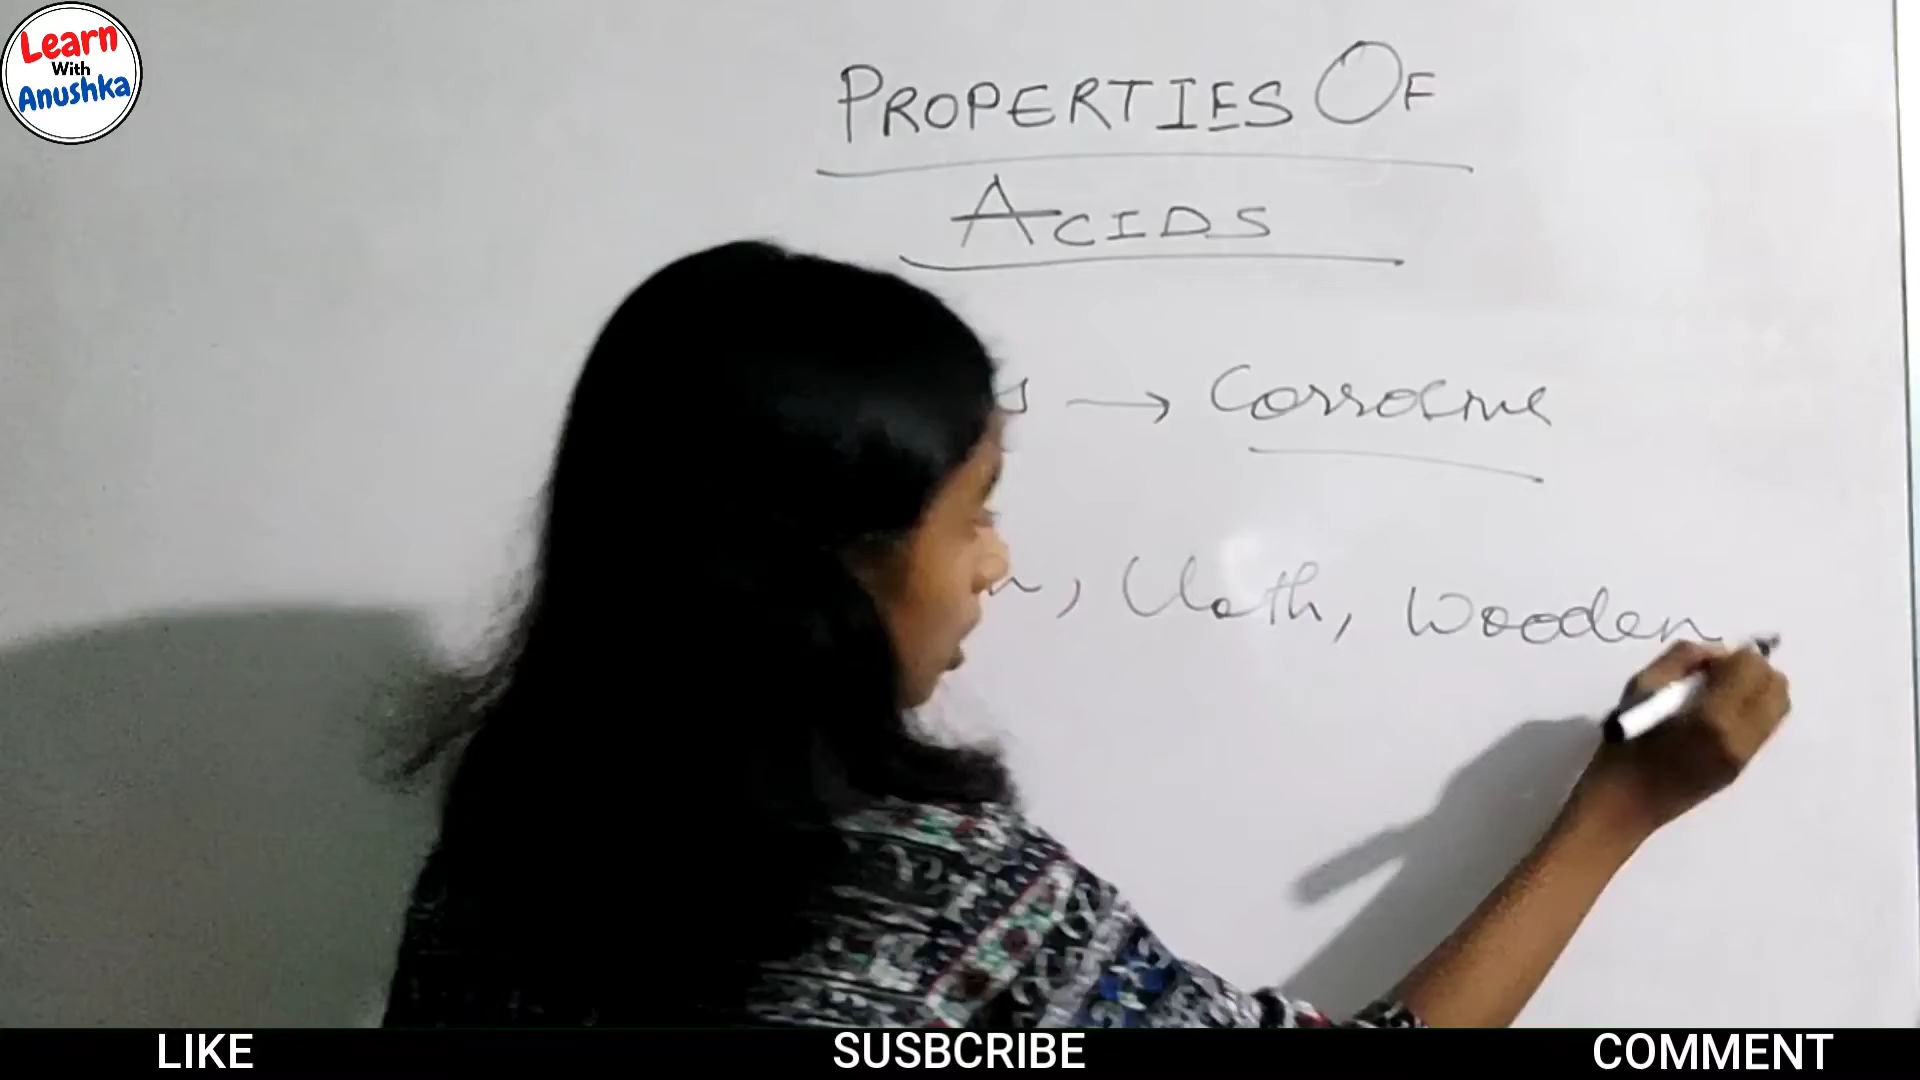 Learn
With
Anushka
PROPERTIES OF
ACIDS
→ Corrosive
, Cloth, Wooden
LIKE SUSBCRIBE COMMENT